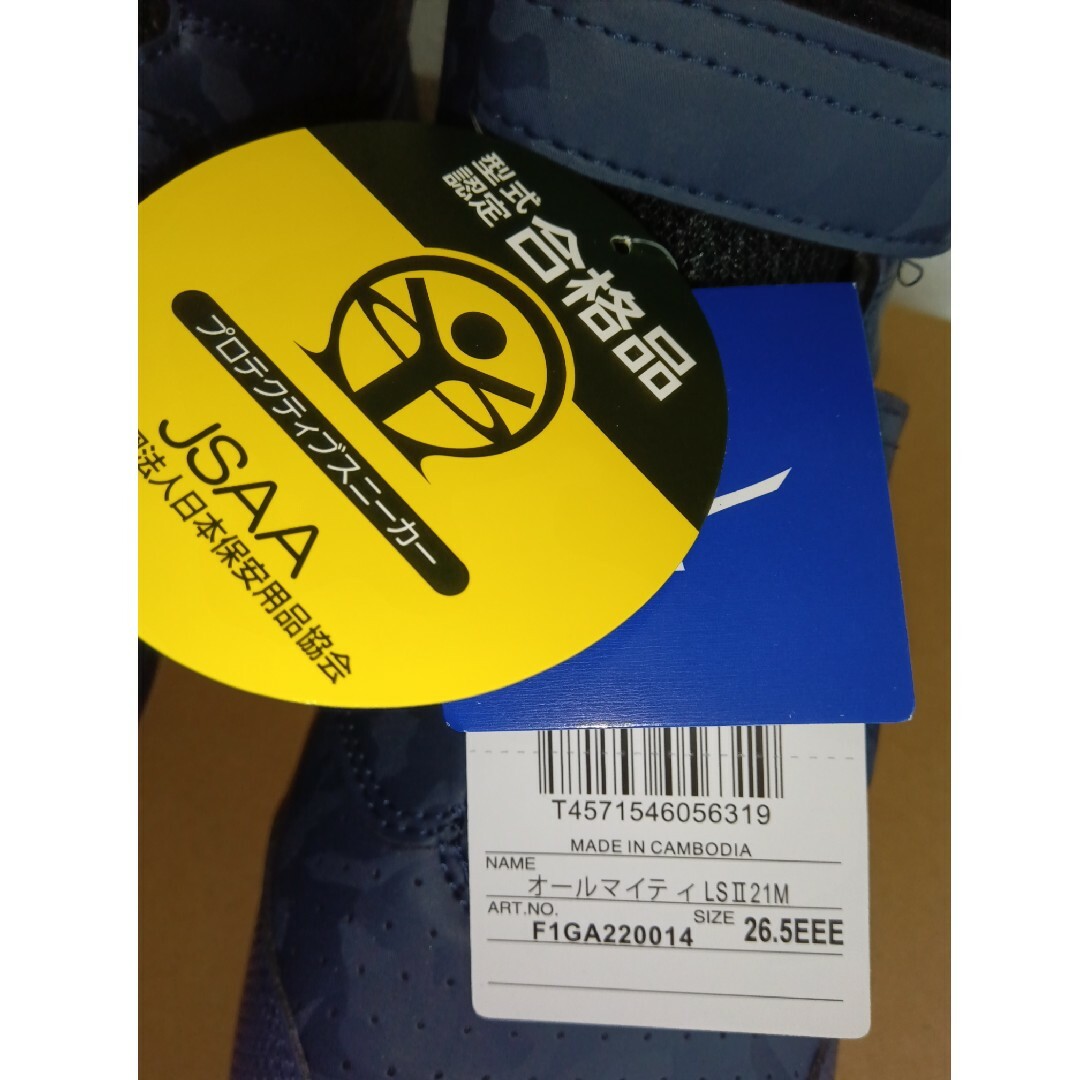 型式
認定
合格品
プロテクティブスニーカー
JSAA
法人日本保安用品協会
T4571546056319
MADE IN CAMBODIA
NAME
オールマイティ LSⅡ21M
ART.NO.
F1GA220014
SIZE
26.5EEE